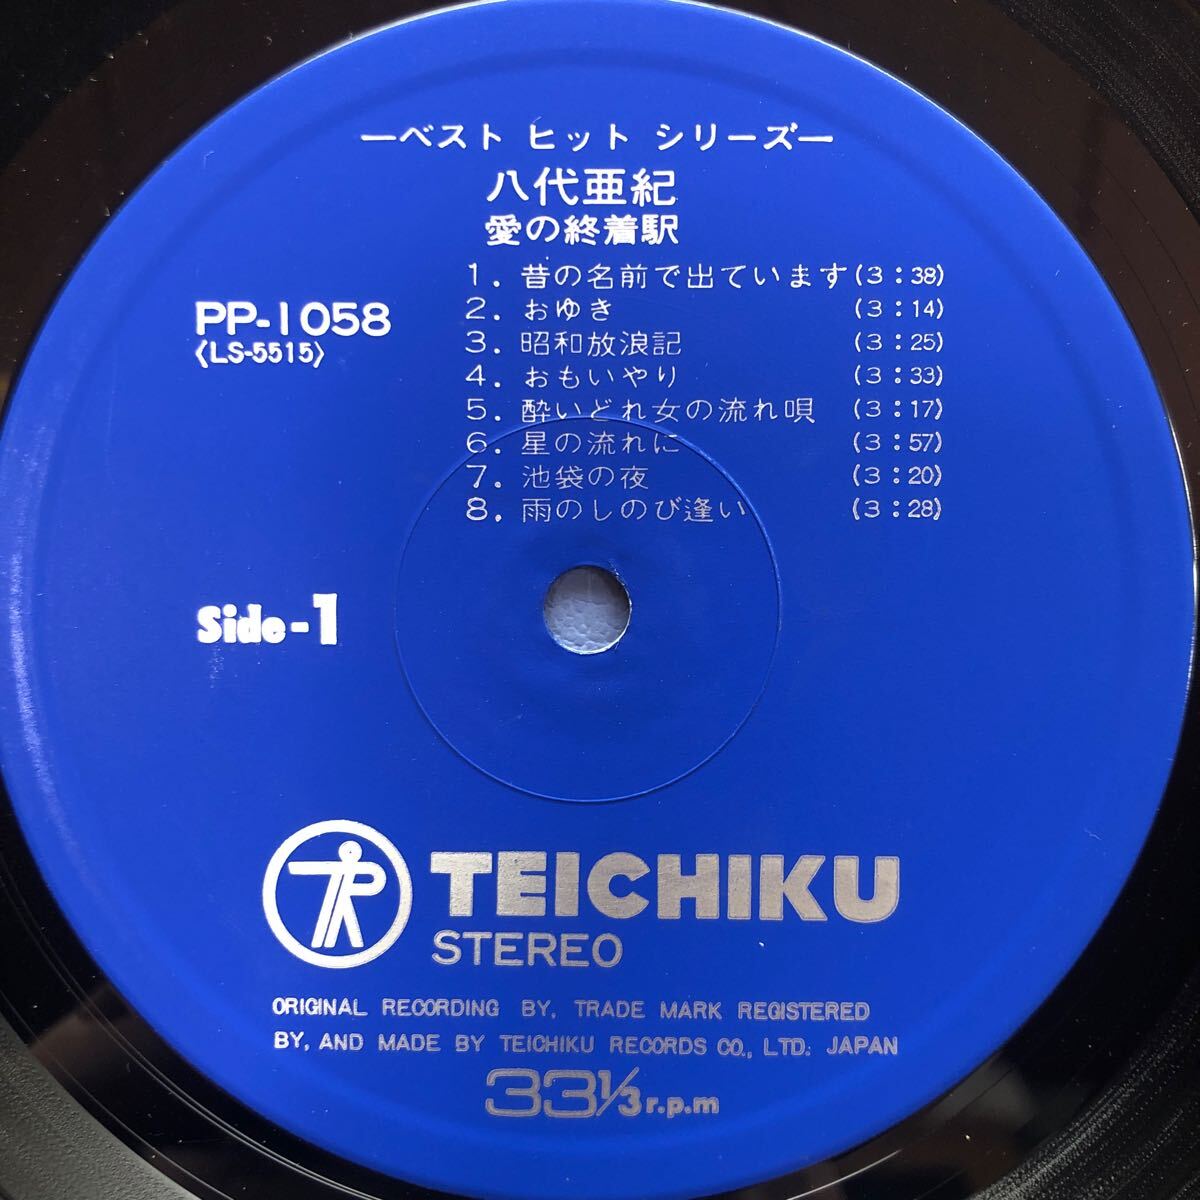 ーベスト ヒット シリーズー
八代亜紀
愛の終着駅
PP-1058
〈LS-5515〉
1. 昔の名前で出ています (3:38)
2. おゆき (3:14)
3. 昭和放浪記 (3:25)
4. おもいやり (3:33)
5. 酔いどれ女の流れ唄 (3:17)
6. 星の流れに (3:57)
7. 池袋の夜 (3:20)
8. 雨のしのび逢い (3:28)
Side-1
TEICHIKU
STEREO
ORIGINAL RECORDING BY, TRADE MARK REGISTERED
BY, AND MADE BY TEICHIKU RECORDS CO., LTD: JAPAN
33 1/3 r.p.m